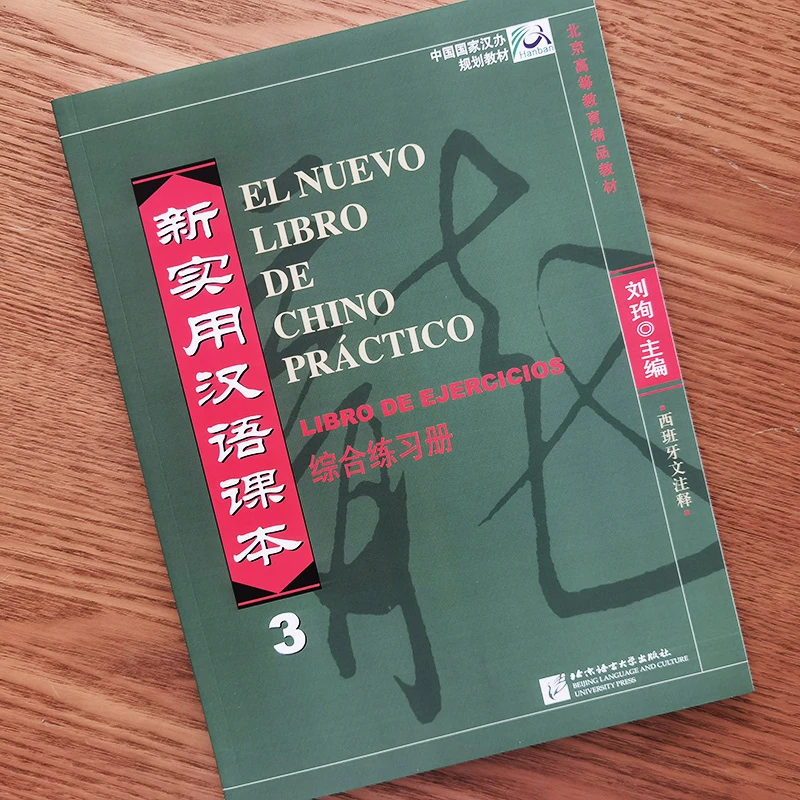 中国国家汉办
规划教材
Hanban
北京高等教育精品教材
新实用汉语课本
EL NUEVO
LIBRO
DE
CHINO
PRÁCTICO
LIBRO DE EJERCICIOS
综合练习册
3
刘珣◎主编
西班牙文注释
北京语言大学出版社
BEIJING LANGUAGE AND CULTURE
UNIVERSITY PRESS